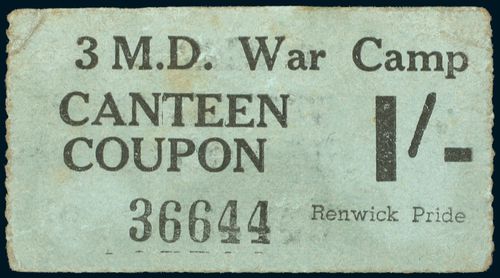 3 M.D. War Camp
CANTEEN
COUPON
1/-
36644
Renwick Pride